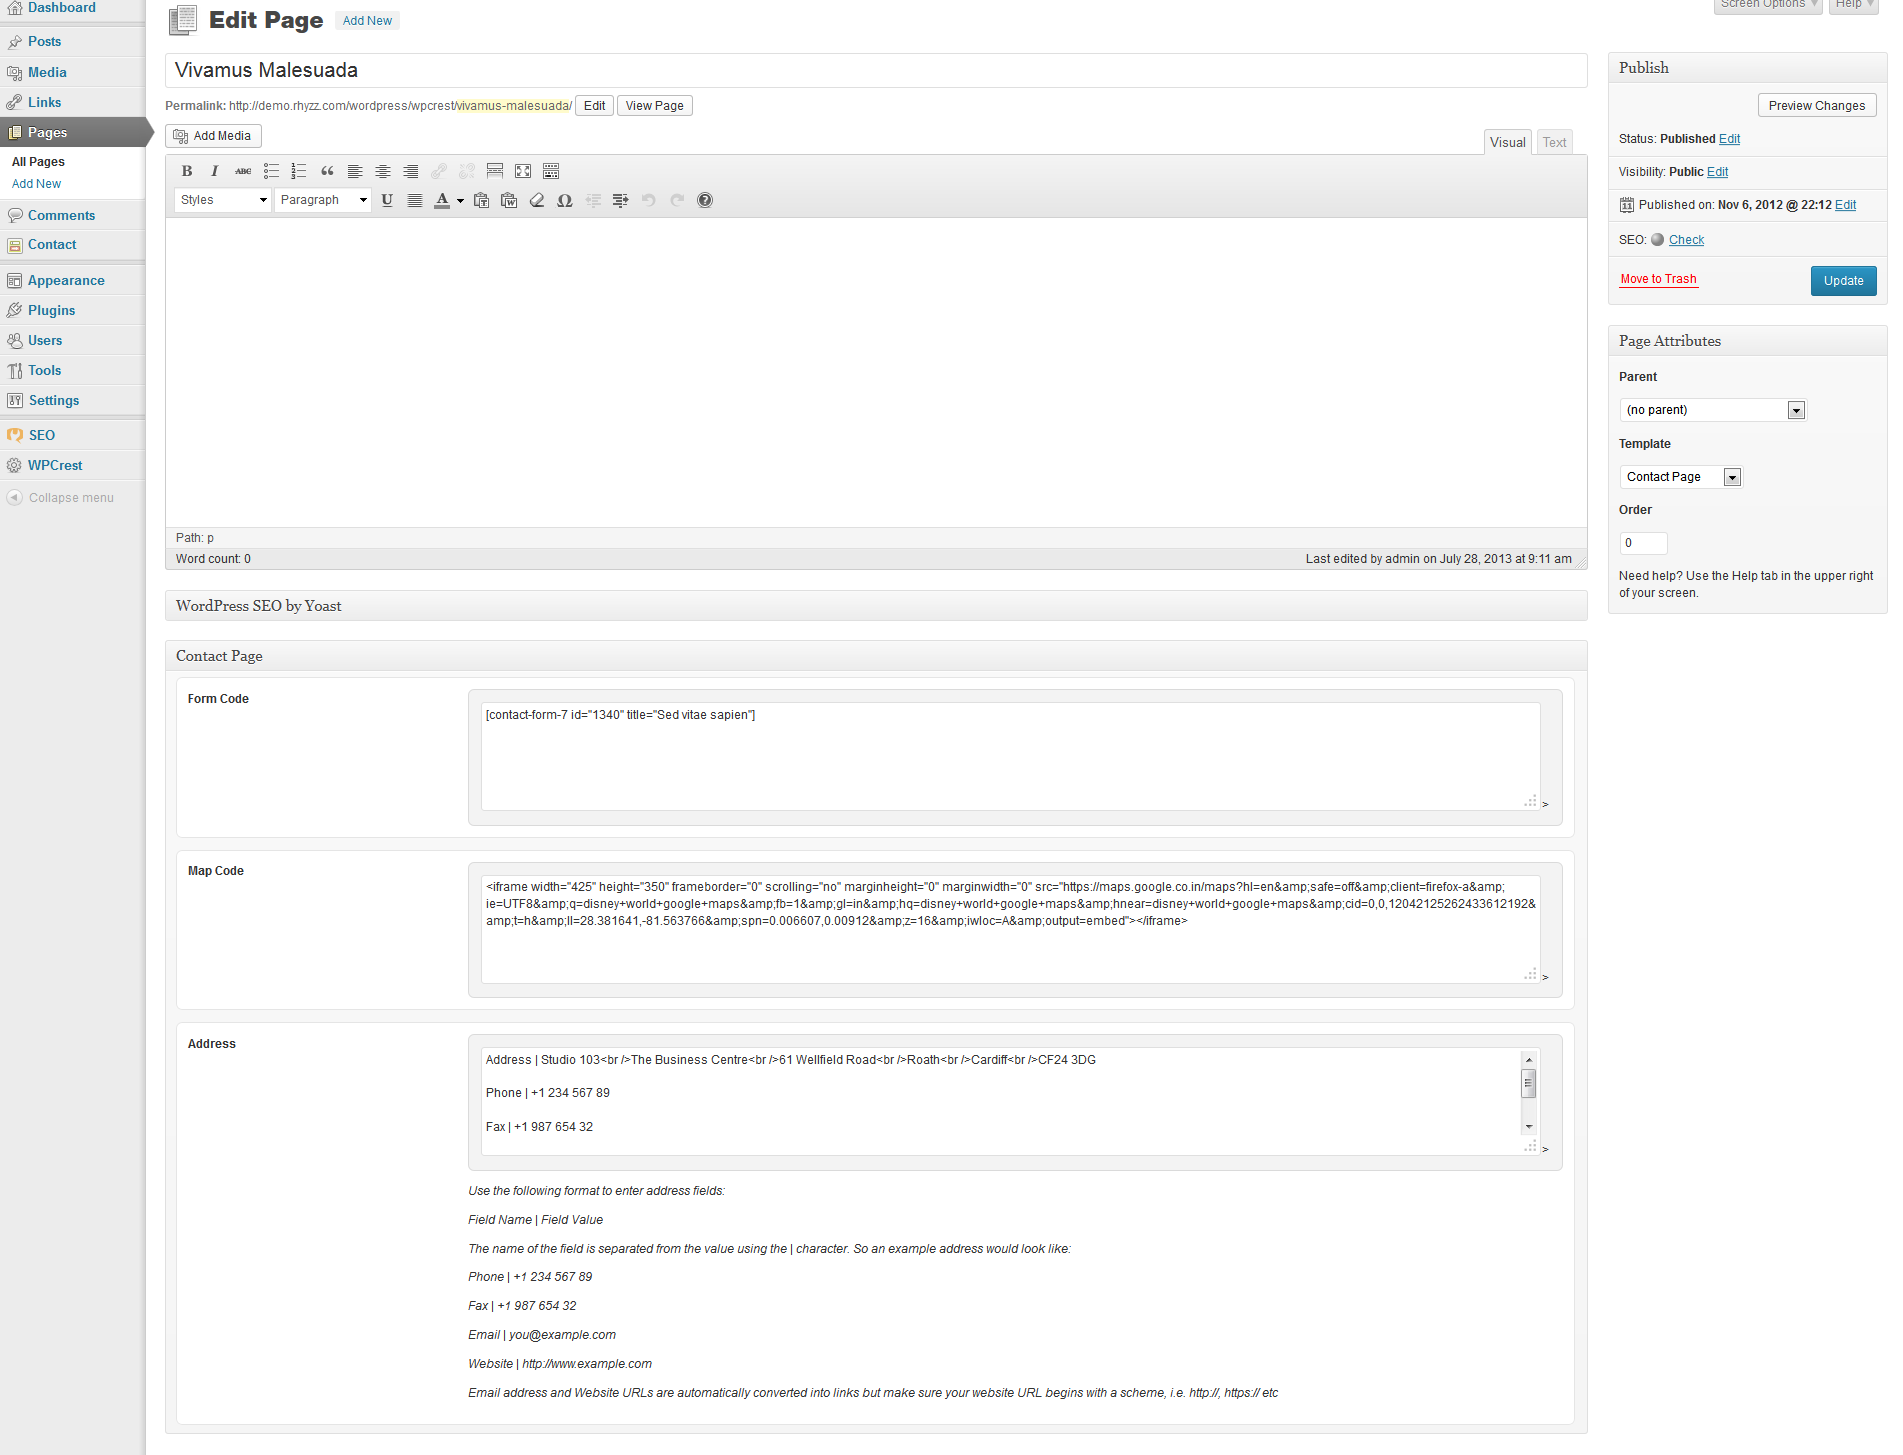 Dashboard
Posts
Media
Links
Pages
All Pages
Add New
Comments
Contact
Appearance
Plugins
Users
Tools
Settings
SEO
WPCrest
Collapse menu
Screen Options
Help
Edit Page
Add New
Vivamus Malesuada
Permalink: http://demo.rhyzz.com/wordpress/wpcrest/vivamus-malesuada/ Edit View Page
Add Media
Visual Text
B I ABC
Styles Paragraph U A Ω
Path: p
Word count: 0
Last edited by admin on July 28, 2013 at 9:11 am
WordPress SEO by Yoast
Contact Page
Form Code
[contact-form-7 id="1340" title="Sed vitae sapien"]
>
Map Code
<iframe width="425" height="350" frameborder="0" scrolling="no" marginheight="0" marginwidth="0" src="https://maps.google.co.in/maps?hl=en&amp;safe=off&amp;client=firefox-a&amp;
ie=UTF8&amp;q=disney+world+google+maps&amp;fb=1&amp;gl=in&amp;hq=disney+world+google+maps&amp;hnear=disney+world+google+maps&amp;cid=0,0,12042125262433612192&
amp;t=h&amp;ll=28.381641,-81.563766&amp;spn=0.006607,0.00912&amp;z=16&amp;iwloc=A&amp;output=embed"></iframe>
>
Address
Address | Studio 103<br />The Business Centre<br />61 Wellfield Road<br />Roath<br />Cardiff<br />CF24 3DG
Phone | +1 234 567 89
Fax | +1 987 654 32
>
Use the following format to enter address fields:
Field Name | Field Value
The name of the field is separated from the value using the | character. So an example address would look like:
Phone | +1 234 567 89
Fax | +1 987 654 32
Email | you@example.com
Website | http://www.example.com
Email address and Website URLs are automatically converted into links but make sure your website URL begins with a scheme, i.e. http://, https:// etc
Publish
Preview Changes
Status: Published Edit
Visibility: Public Edit
11 Published on: Nov 6, 2012 @ 22:12 Edit
SEO: Check
Move to Trash
Update
Page Attributes
Parent
(no parent)
Template
Contact Page
Order
0
Need help? Use the Help tab in the upper right
of your screen.